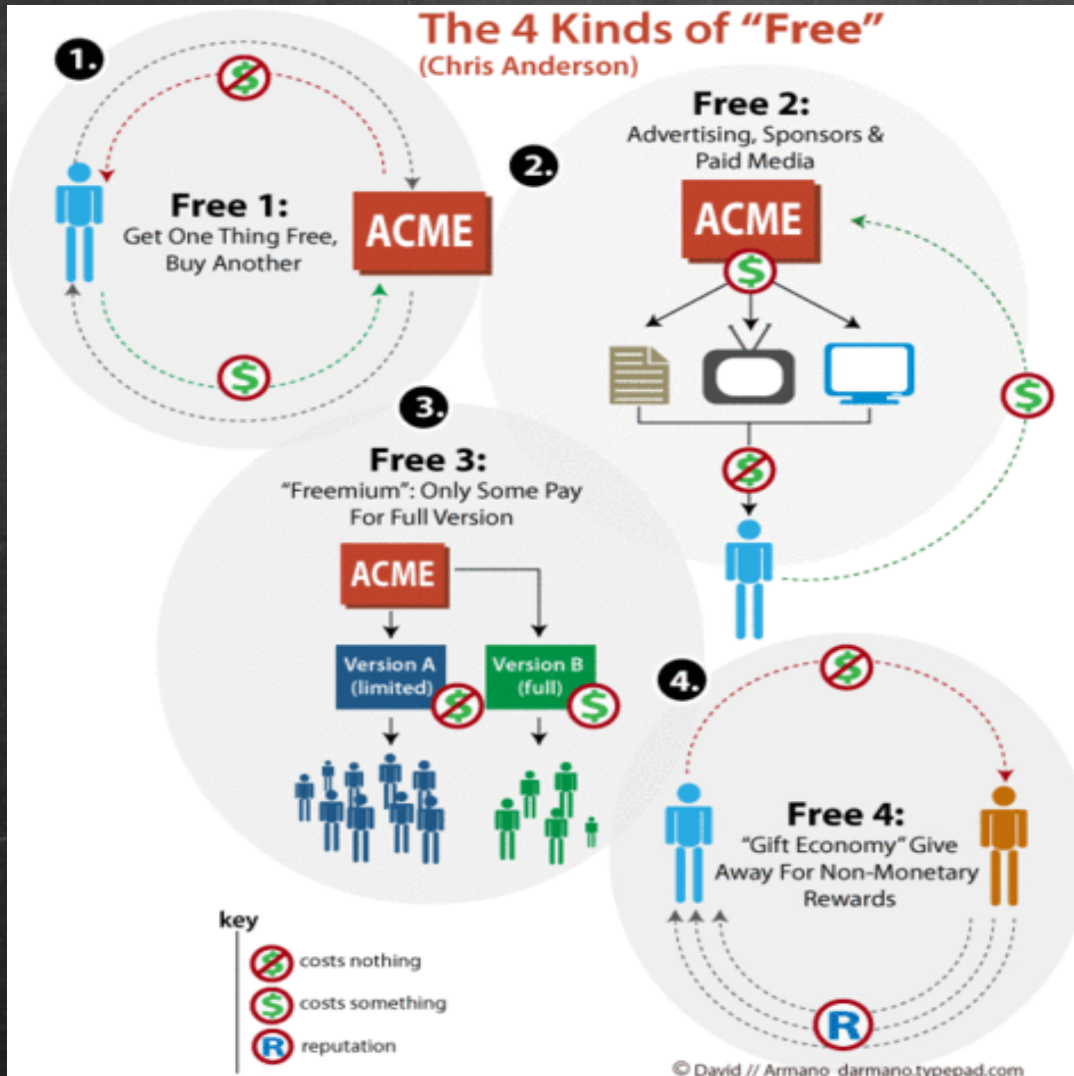 The 4 Kinds of "Free"
(Chris Anderson)
1.
$
Free 1:
Get One Thing Free,
Buy Another
ACME
$
2.
Free 2:
Advertising, Sponsors &
Paid Media
ACME
$
$
$
3.
Free 3:
"Freemium": Only Some Pay
For Full Version
ACME
Version A
(limited)
$
Version B
(full)
$
4.
$
Free 4:
"Gift Economy" Give
Away For Non-Monetary
Rewards
R
key
$ costs nothing
$ costs something
R reputation
© David // Armano darmano.typepad.com